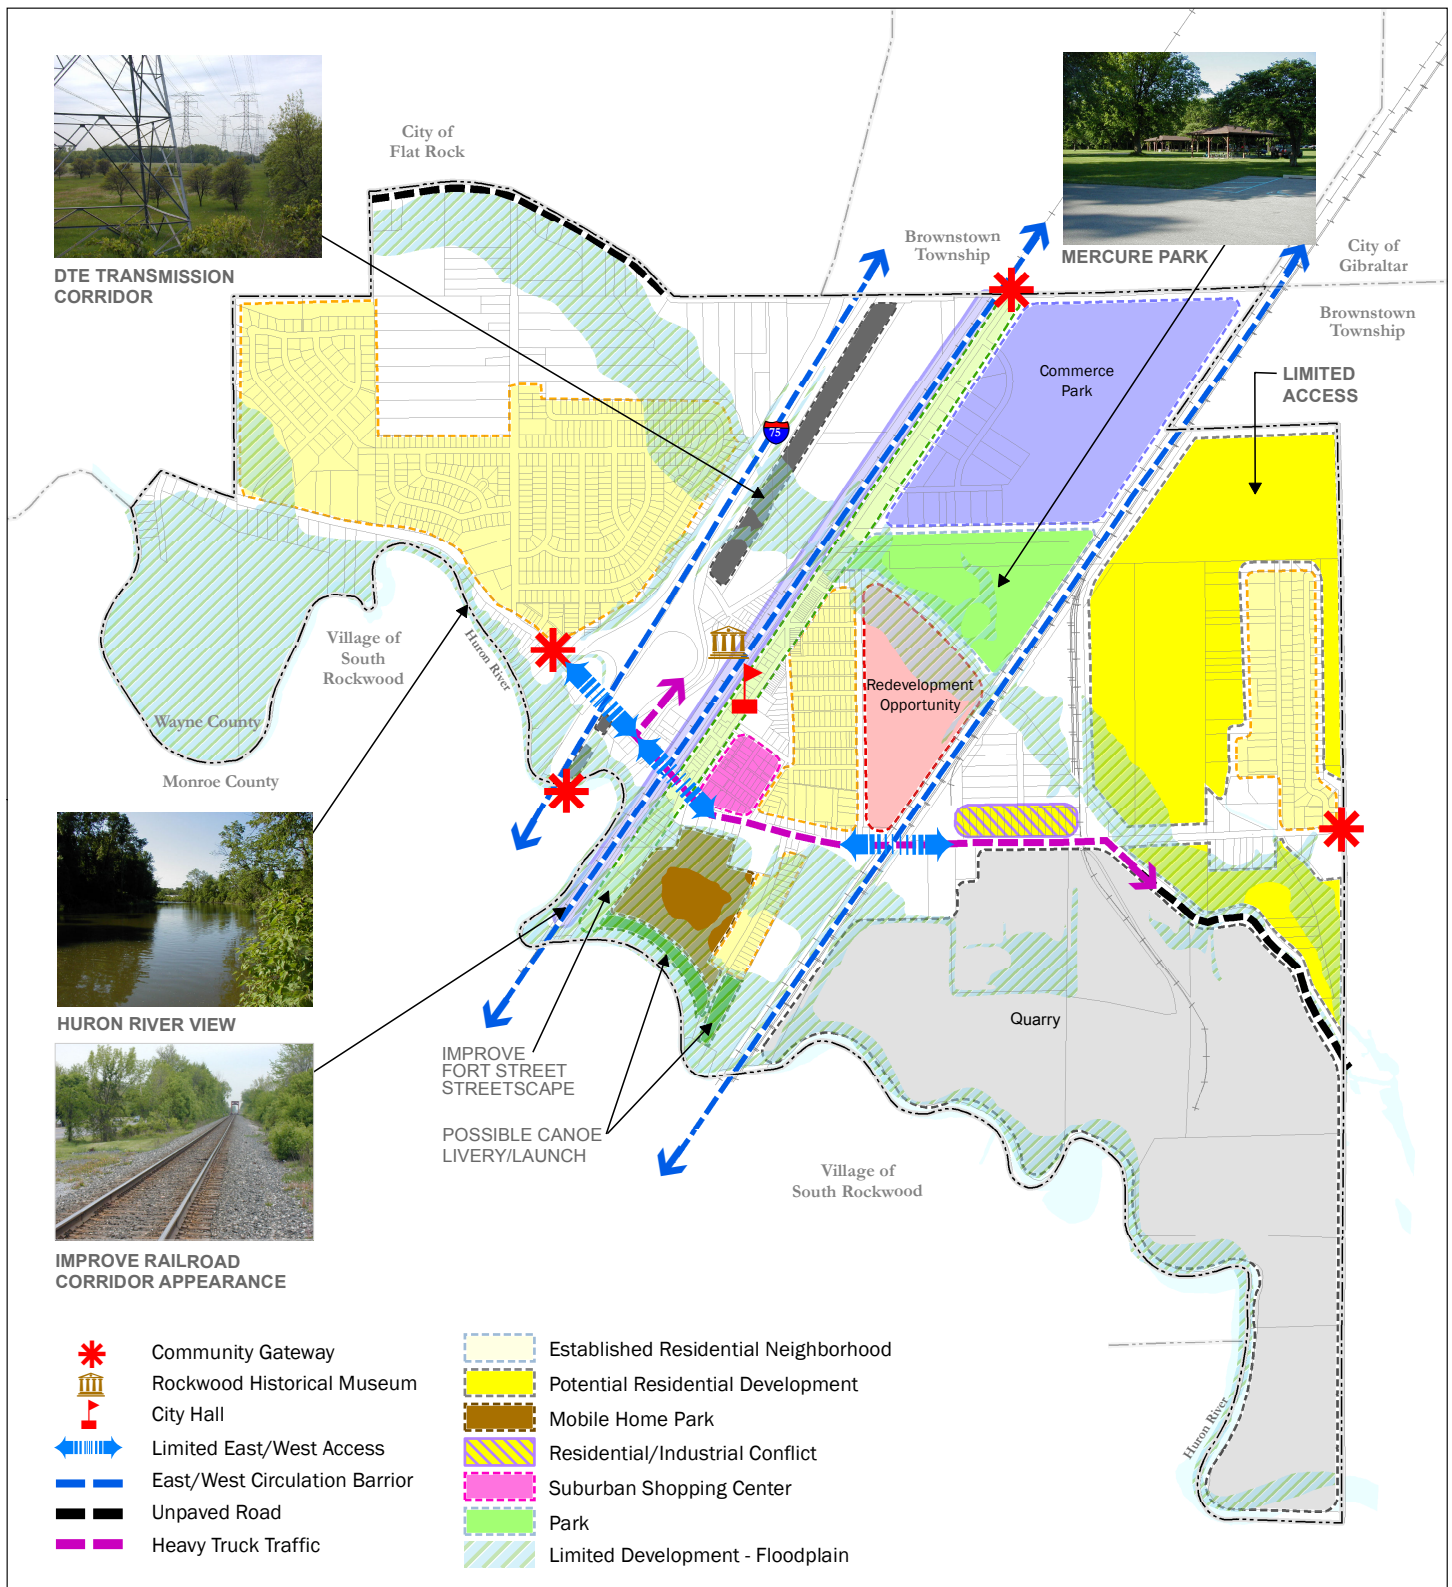 City of
Flat Rock
Brownstown
Township
City of
Gibraltar
Brownstown
Township
DTE TRANSMISSION
CORRIDOR
MERCURE PARK
LIMITED
ACCESS
Commerce
Park
75
Village of
South
Rockwood
Huron River
Wayne County
Monroe County
Redevelopment
Opportunity
HURON RIVER VIEW
Quarry
IMPROVE
FORT STREET
STREETSCAPE
POSSIBLE CANOE
LIVERY/LAUNCH
Village of
South Rockwood
IMPROVE RAILROAD
CORRIDOR APPEARANCE
Huron River
Community Gateway
Rockwood Historical Museum
City Hall
Limited East/West Access
East/West Circulation Barrior
Unpaved Road
Heavy Truck Traffic
Established Residential Neighborhood
Potential Residential Development
Mobile Home Park
Residential/Industrial Conflict
Suburban Shopping Center
Park
Limited Development - Floodplain